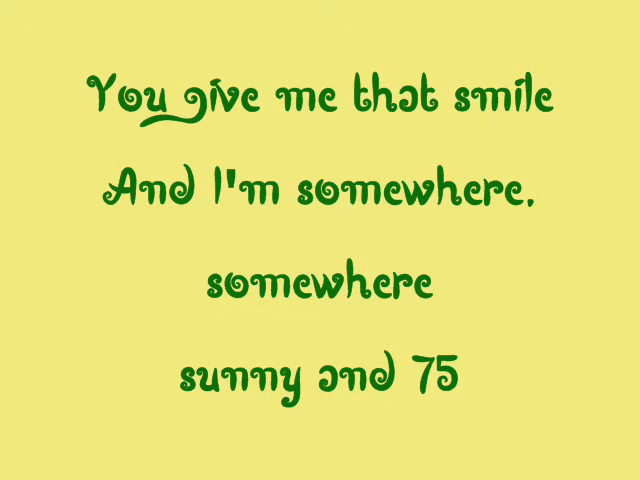 You give me that smile
And I'm somewhere,
somewhere
sunny and 75